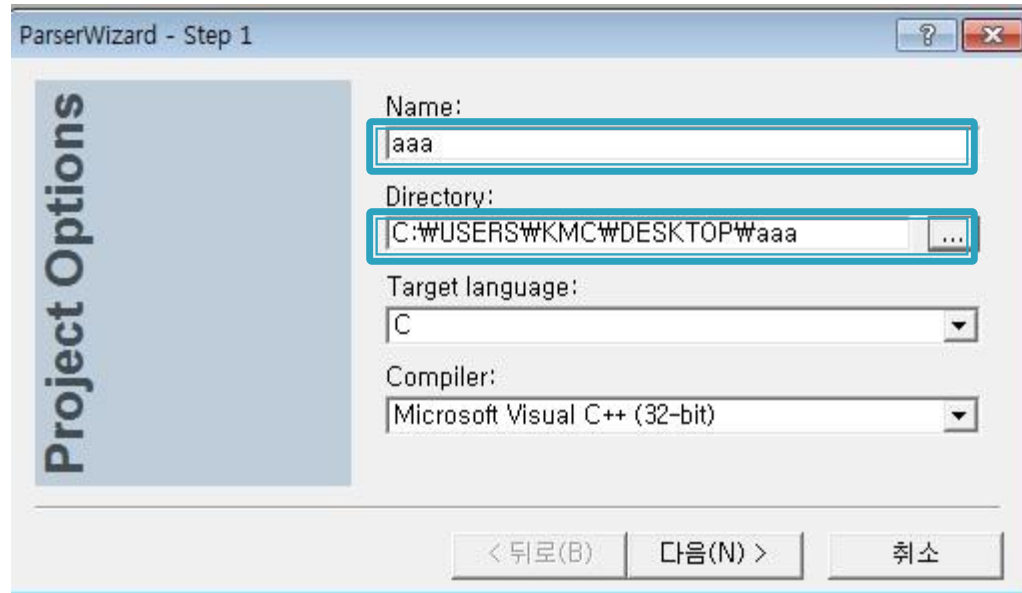 ParserWizard - Step 1
Project Options
Name:
aaa
Directory:
C:₩USERS₩KMC₩DESKTOP₩aaa
...
Target language:
C
Compiler:
Microsoft Visual C++ (32-bit)
< 뒤로(B)
다음(N) >
취소